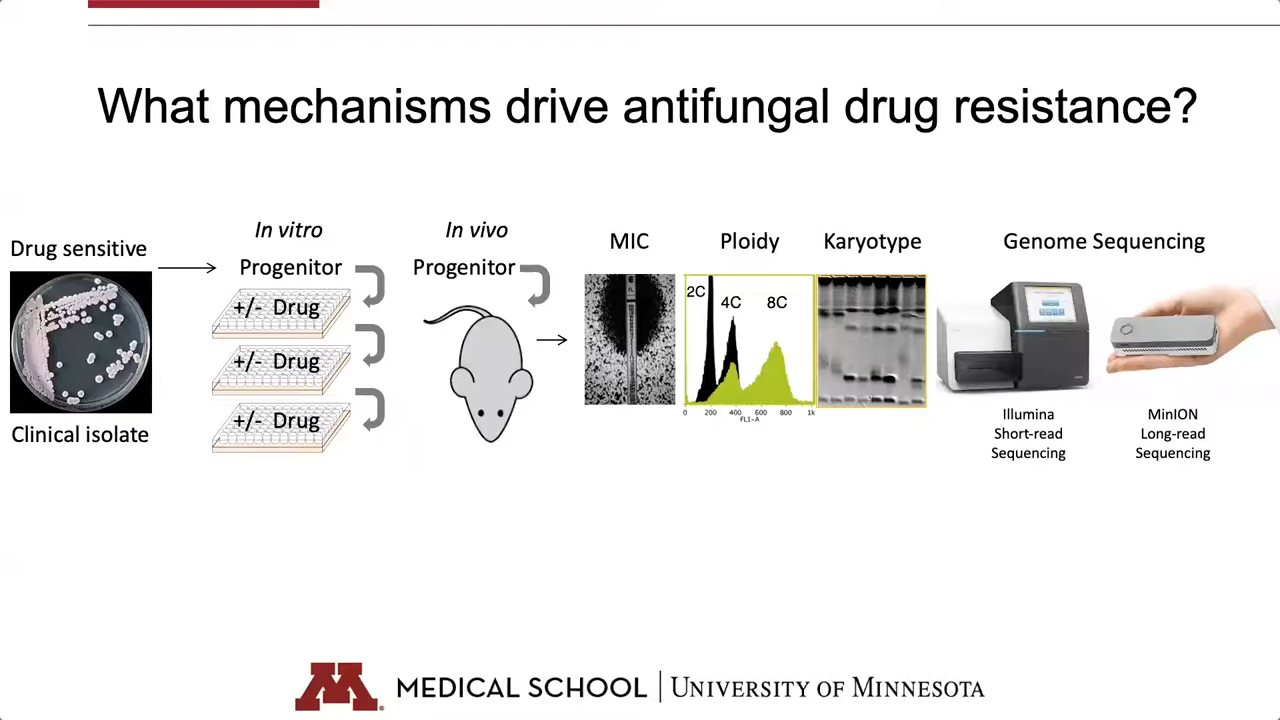 What mechanisms drive antifungal drug resistance?
Drug sensitive
Clinical isolate
In vitro
Progenitor
+/- Drug
+/- Drug
+/- Drug
In vivo
Progenitor
MIC
Ploidy
2C
4C
8C
0 200 400 600 800 1k
FL1-A
Karyotype
Genome Sequencing
Illumina
Short-read
Sequencing
MinION
Long-read
Sequencing
M
MEDICAL SCHOOL | UNIVERSITY OF MINNESOTA